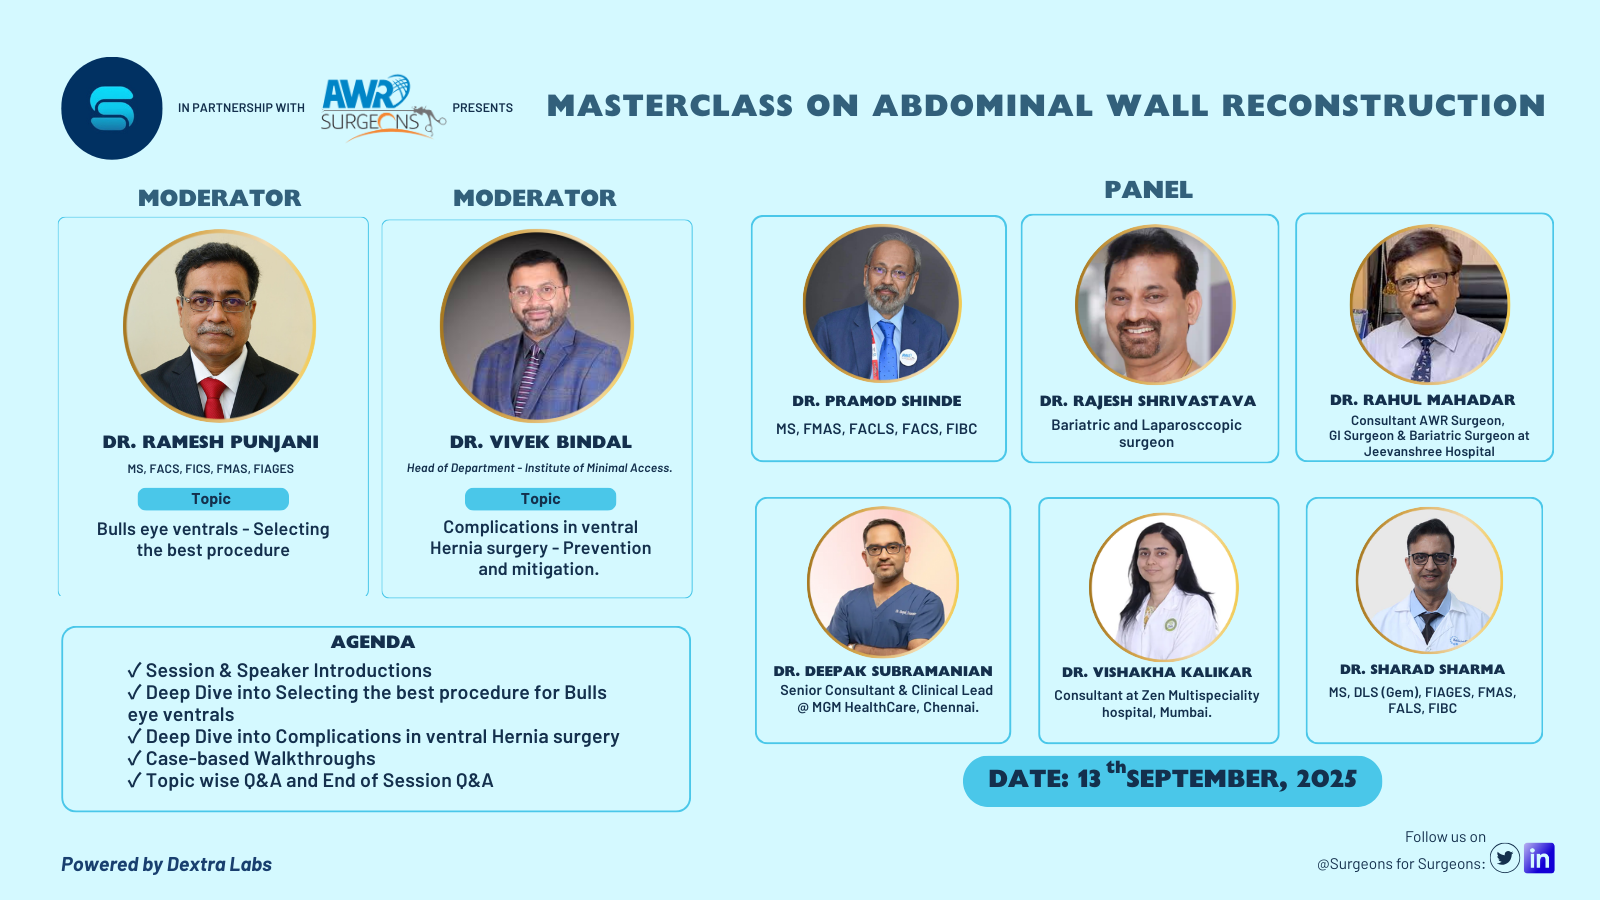 IN PARTNERSHIP WITH
AWR
SURGEONS
PRESENTS
MASTERCLASS ON ABDOMINAL WALL RECONSTRUCTION
MODERATOR
DR. RAMESH PUNJANI
MS, FACS, FICS, FMAS, FIAGES
Topic
Bulls eye ventrals - Selecting
the best procedure
MODERATOR
DR. VIVEK BINDAL
Head of Department - Institute of Minimal Access.
Topic
Complications in ventral
Hernia surgery - Prevention
and mitigation.
AGENDA
✓ Session & Speaker Introductions
✓ Deep Dive into Selecting the best procedure for Bulls
eye ventrals
✓ Deep Dive into Complications in ventral Hernia surgery
✓ Case-based Walkthroughs
✓ Topic wise Q&A and End of Session Q&A
Powered by Dextra Labs
PANEL
DR. PRAMOD SHINDE
MS, FMAS, FACLS, FACS, FIBC
DR. RAJESH SHRIVASTAVA
Bariatric and Laparosccopic
surgeon
DR. RAHUL MAHADAR
Consultant AWR Surgeon,
GI Surgeon & Bariatric Surgeon at
Jeevanshree Hospital
DR. DEEPAK SUBRAMANIAN
Senior Consultant & Clinical Lead
@ MGM HealthCare, Chennai.
DR. VISHAKHA KALIKAR
Consultant at Zen Multispeciality
hospital, Mumbai.
DR. SHARAD SHARMA
MS, DLS (Gem), FIAGES, FMAS,
FALS, FIBC
DATE: 13 th SEPTEMBER, 2025
Follow us on
@Surgeons for Surgeons:
in